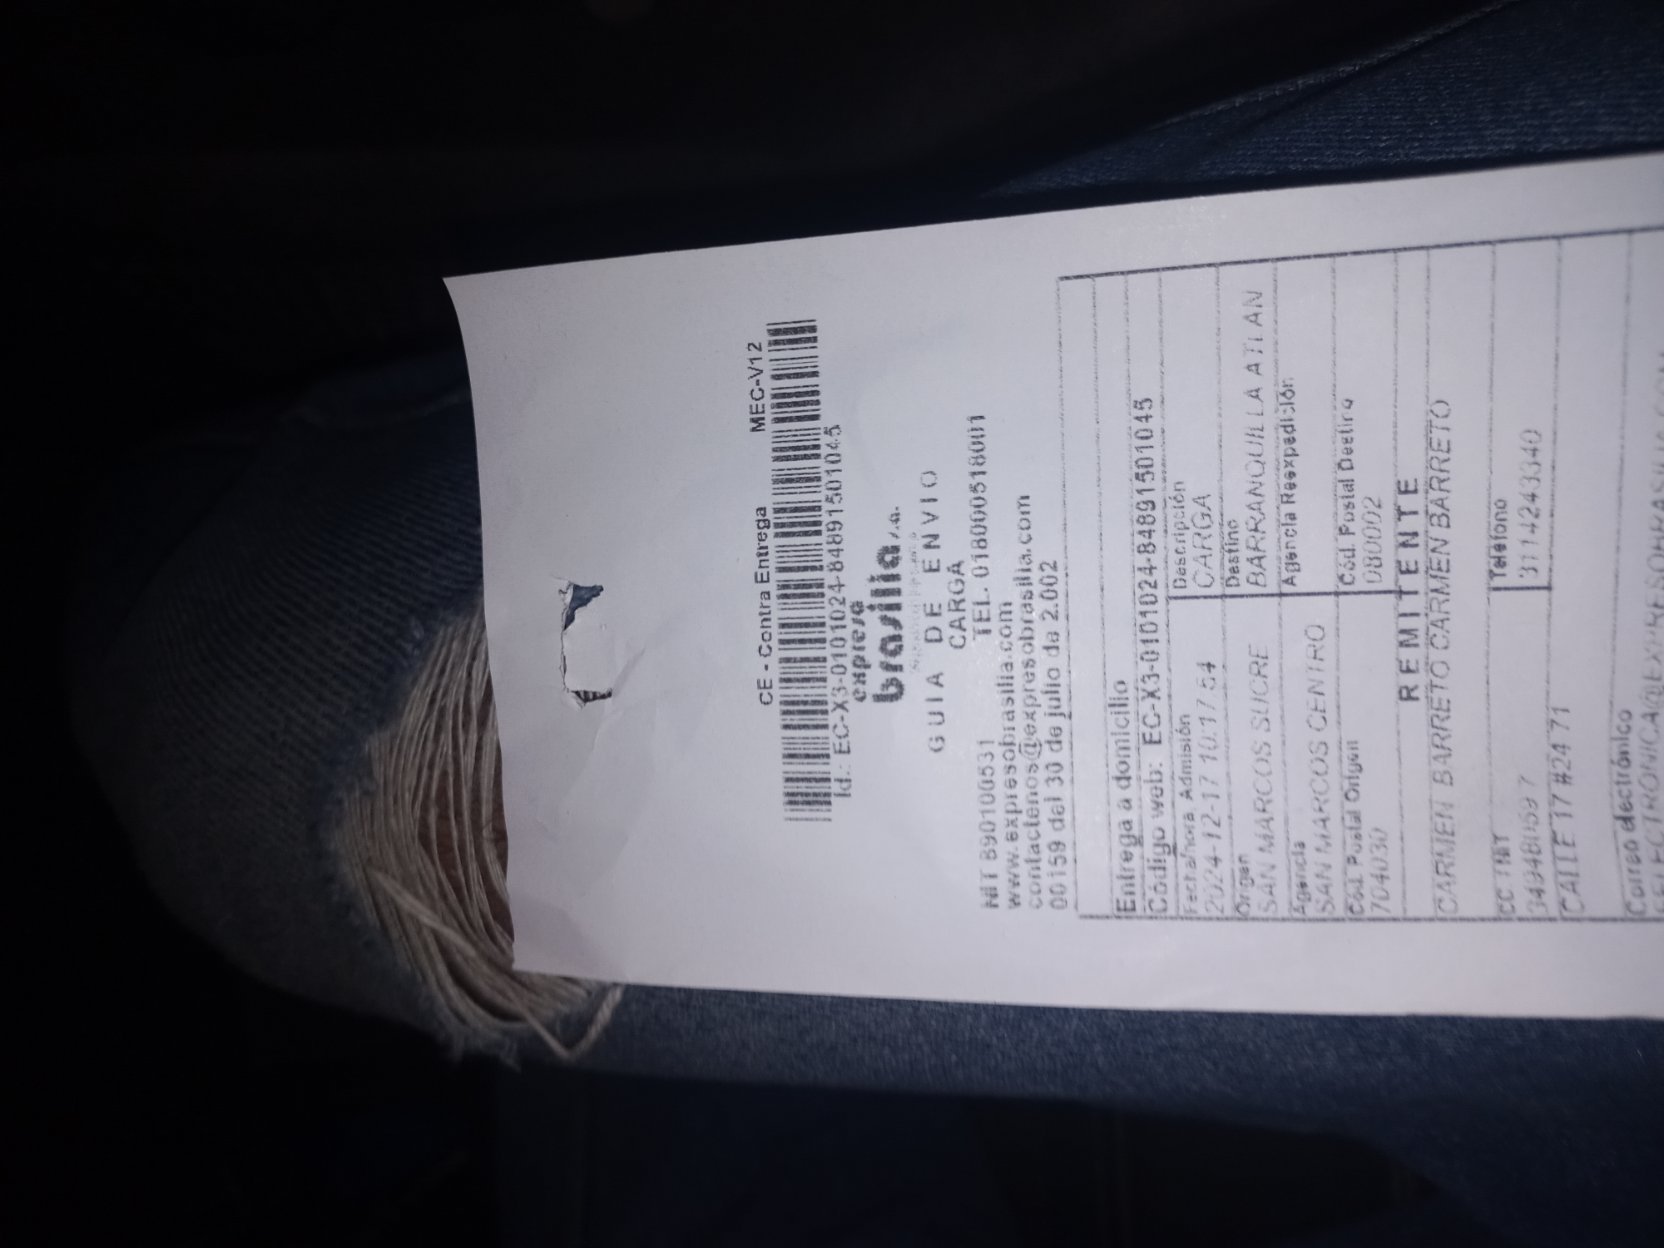 CE - Contra Entrega MEC-V12
Id.: EC-X3-0101024-84891501045
expreso
brasilia s.a.
GUIA DE ENVIO
CARGA
NIT 890100531 TEL. 018000518001
www.expresobrasilia.com
contactenos@expresobrasilia.com
00159 del 30 de julio de 2.002
Entrega a domicilio
Código web: EC-X3-0101024-84891501045
Fecha/hora Admisión Descripción
2024-12-17 10:17:54 CARGA
Origen Destino
SAN MARCOS SUCRE BARRANQUILLA ATLAN
Agencia Agencia Reexpedición
SAN MARCOS CENTRO
Cód. Postal Origen Cód. Postal Destino
704030 080002
REMITENTE
CARMEN BARRETO CARMEN BARRETO
CC / NIT Teléfono
3114243340
CALLE 17 #24 71
Correo electrónico